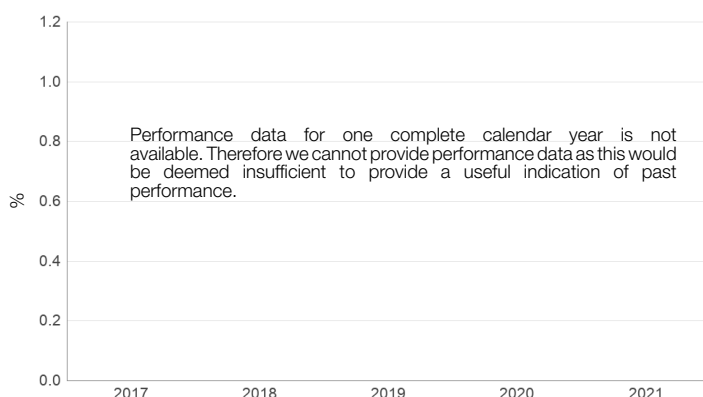 1.2
1.0
Performance data for one complete calendar year is not
0.8
available. Therefore we cannot provide performance data as this would
be deemed insufficient to provide a useful indication of past
performance.
%
0.6
0.4
0.2
0.0
2017 2018 2019 2020 2021